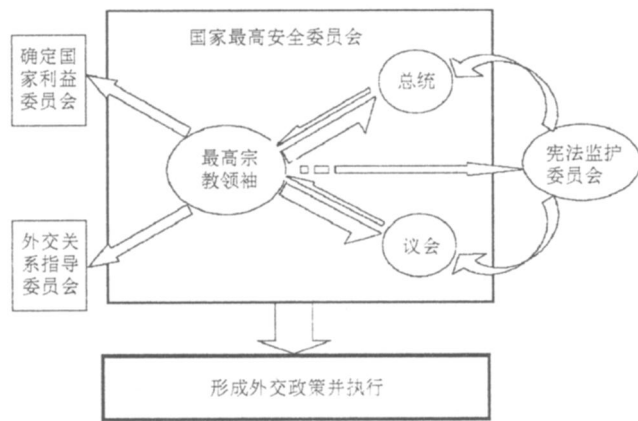 国家最高安全委员会
确定国
家利益
委员会
总统
最高宗
教领袖
宪法监护
委员会
外交关
系指导
委员会
议会
形成外交政策并执行